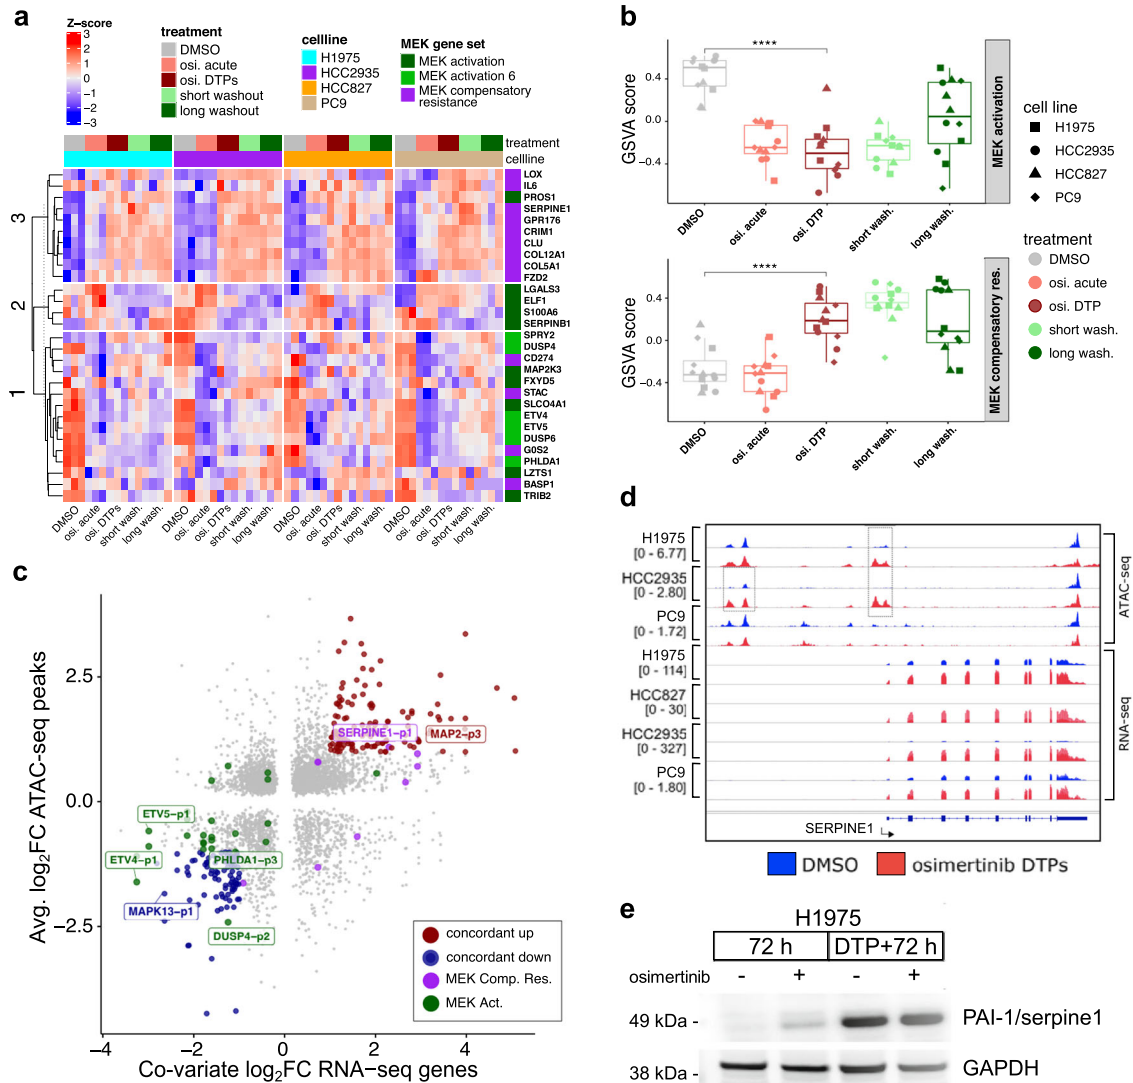 a
Z−score
3
2
1
0
−1
−2
−3
treatment
DMSO
osi. acute
osi. DTPs
short washout
long washout
cellline
H1975
HCC2935
HCC827
PC9
MEK gene set
MEK activation
MEK activation 6
MEK compensatory
resistance
treatment
cellline
3
2
1
LOX
IL6
PROS1
SERPINE1
GPR176
CRIM1
CLU
COL12A1
COL5A1
FZD2
LGALS3
ELF1
S100A6
SERPINB1
SPRY2
DUSP4
CD274
MAP2K3
FXYD5
STAC
SLCO4A1
ETV4
ETV5
DUSP6
G0S2
PHLDA1
LZTS1
BASP1
TRIB2
DMSO
osi. acute
osi. DTPs
short wash.
long wash.
DMSO
osi. acute
osi. DTPs
short wash.
long wash.
DMSO
osi. acute
osi. DTPs
short wash.
long wash.
DMSO
osi. acute
osi. DTPs
short wash.
long wash.
b
GSVA score
0.4
0.0
−0.4
****
DMSO
osi. acute
osi. DTP
short wash.
long wash.
MEK activation
GSVA score
0.4
0.0
−0.4
****
DMSO
osi. acute
osi. DTP
short wash.
long wash.
MEK compensatory res.
cell line
H1975
HCC2935
HCC827
PC9
treatment
DMSO
osi. acute
osi. DTP
short wash.
long wash.
c
Avg. log2FC ATAC−seq peaks
2.5
0.0
−2.5
−4
−2
0
2
4
Co−variate log2FC RNA−seq genes
SERPINE1−p1
MAP2−p3
ETV5−p1
ETV4−p1
PHLDA1−p3
MAPK13−p1
DUSP4−p2
concordant up
concordant down
MEK Comp. Res.
MEK Act.
d
H1975
[0 - 6.77]
HCC2935
[0 - 2.80]
PC9
[0 - 1.72]
H1975
[0 - 114]
HCC827
[0 - 30]
HCC2935
[0 - 327]
PC9
[0 - 1.80]
SERPINE1
ATAC-seq
RNA-seq
DMSO
osimertinib DTPs
e
H1975
72 h
DTP+72 h
osimertinib - + - +
49 kDa -
PAI-1/serpine1
38 kDa -
GAPDH